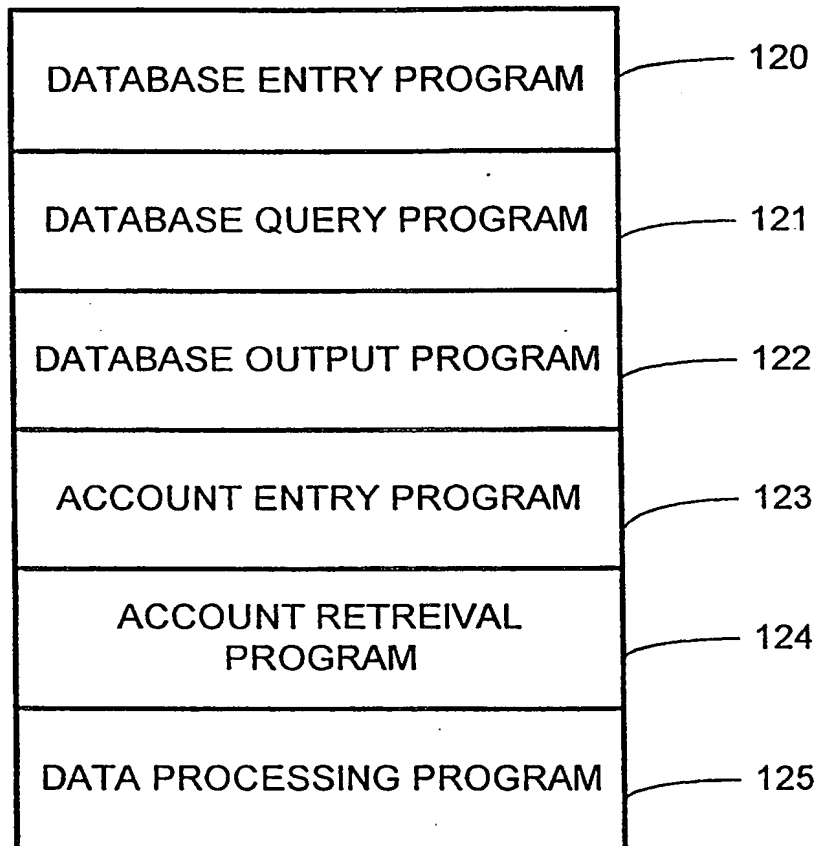 DATABASE ENTRY PROGRAM
120
DATABASE QUERY PROGRAM
121
DATABASE OUTPUT PROGRAM
122
ACCOUNT ENTRY PROGRAM
123
ACCOUNT RETREIVAL
PROGRAM
124
DATA PROCESSING PROGRAM
125